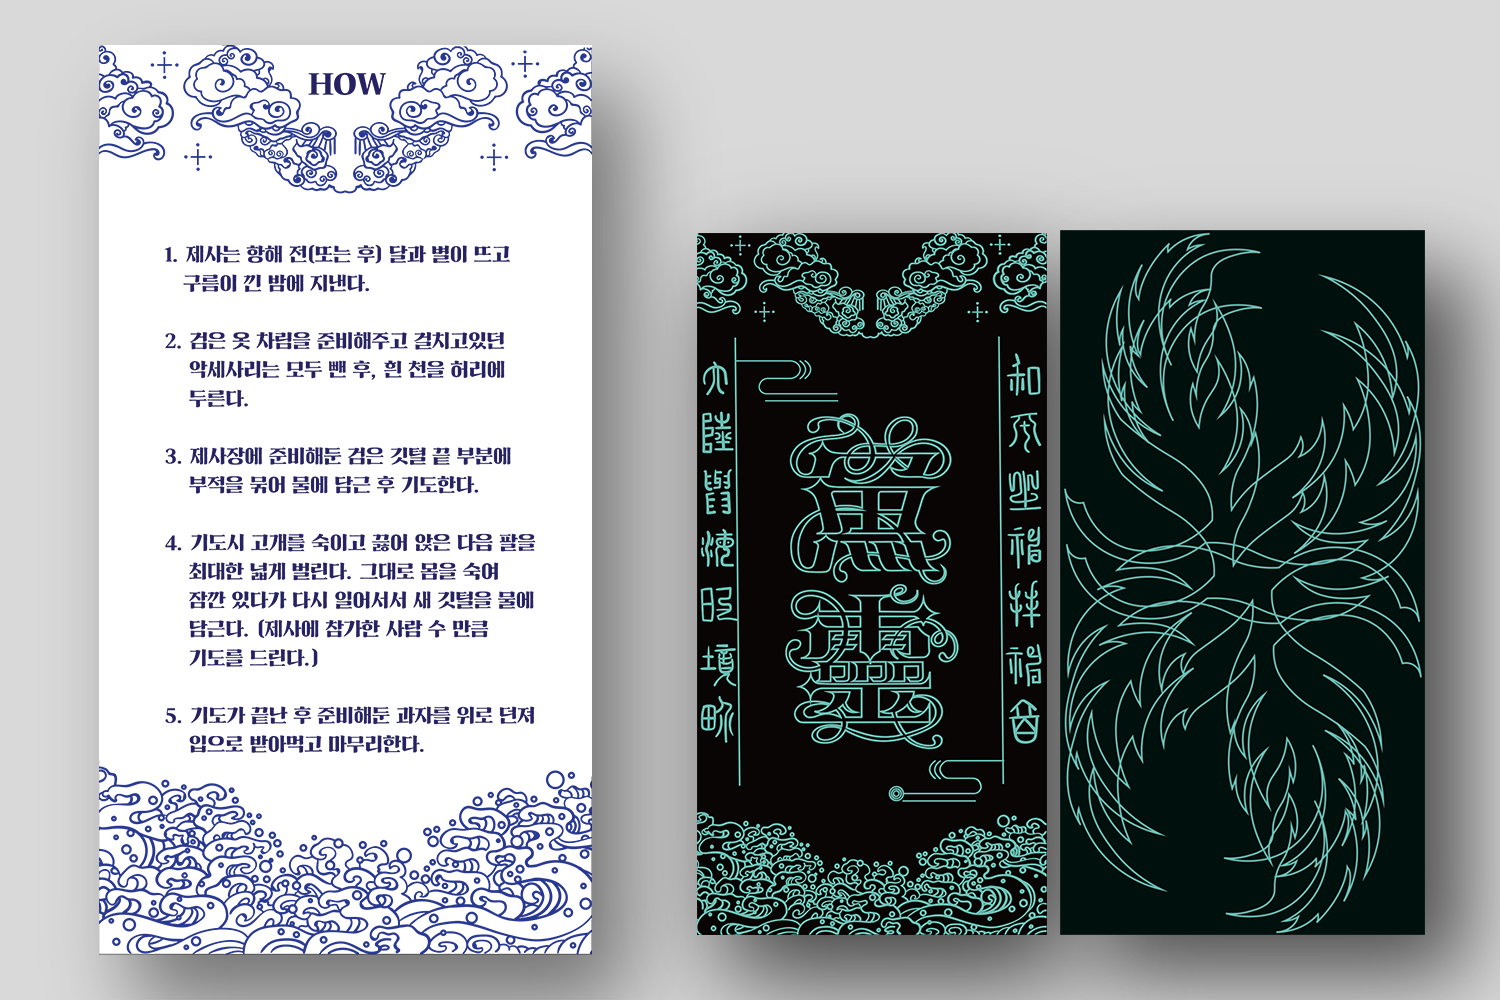 HOW
1. 제사는 항해 전(또는 후) 달과 별이 뜨고
구름이 낀 밤에 지낸다.
2. 검은 옷 차림을 준비해주고 걸치고있던
악세사리는 모두 뺀 후, 흰 천을 허리에
두른다.
3. 제사장에 준비해둔 검은 깃털 끝 부분에
부적을 묶어 물에 담근 후 기도한다.
4. 기도시 고개를 숙이고 꿇어 앉은 다음 팔을
최대한 넓게 벌린다. 그대로 몸을 숙여
잠깐 있다가 다시 일어서서 새 깃털을 물에
담근다. (제사에 참가한 사람 수 만큼
기도를 드린다.)
5. 기도가 끝난 후 준비해둔 과자를 위로 던져
입으로 받아먹고 마무리한다.